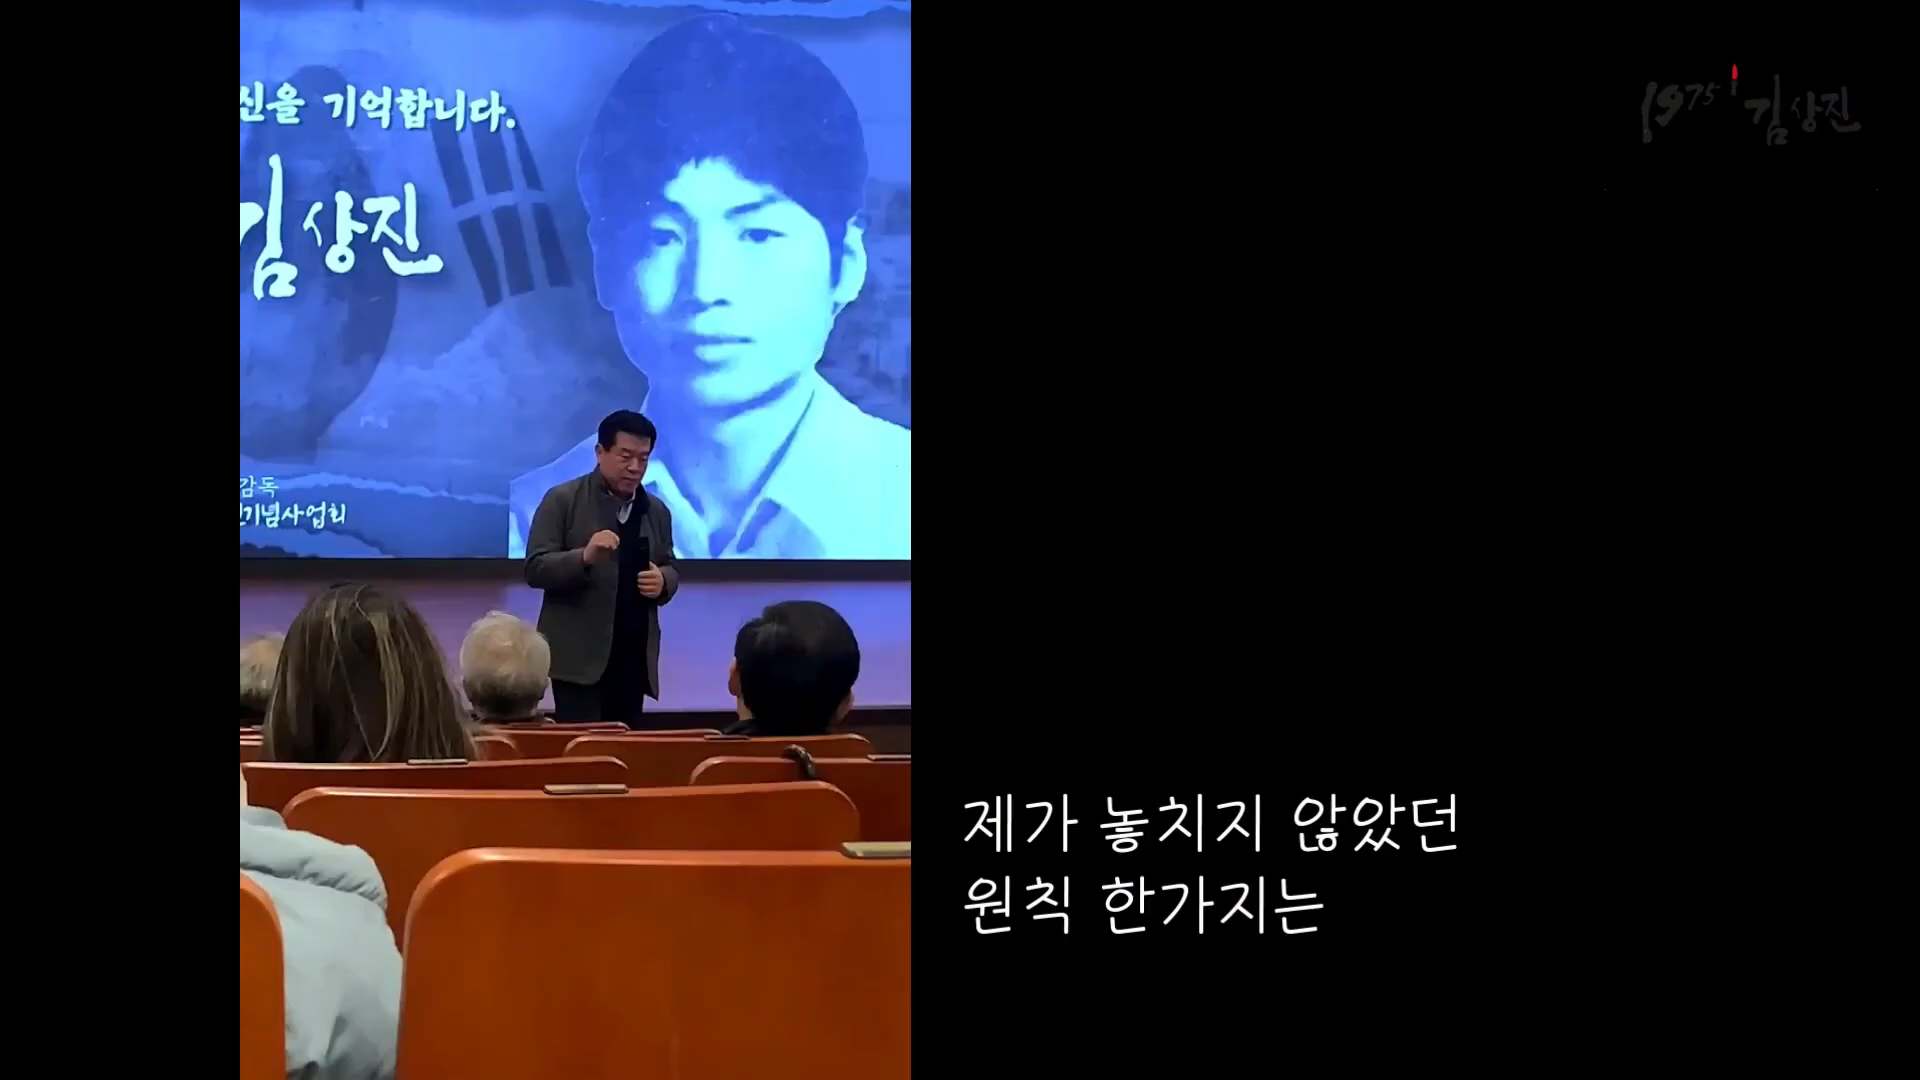 신을 기억합니다.
김상진
감독
기념사업회
1975 김상진
제가 놓치지 않았던
원칙 한가지는